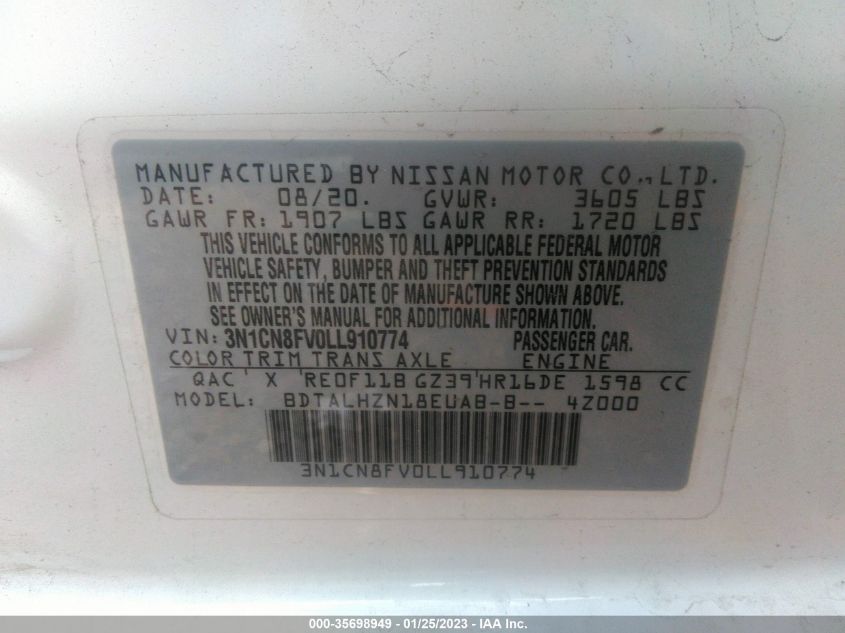 MANUFACTURED BY NISSAN MOTOR CO., LTD.
DATE: 08/20. GVWR: 3605 LBS
GAWR FR: 1907 LBS GAWR RR: 1720 LBS
THIS VEHICLE CONFORMS TO ALL APPLICABLE FEDERAL MOTOR
VEHICLE SAFETY, BUMPER AND THEFT PREVENTION STANDARDS
IN EFFECT ON THE DATE OF MANUFACTURE SHOWN ABOVE.
SEE OWNER'S MANUAL FOR ADDITIONAL INFORMATION.
VIN: 3N1CN8FV0LL910774 PASSENGER CAR.
COLOR TRIM TRANS AXLE ENGINE
QAC ' X 'RE0F11B GZ39'HR16DE 1598 CC
MODEL: BDTALHZN18EUAB-B-- 4Z000
3N1CN8FV0LL910774
000-35698949 - 01/25/2023 - IAA Inc.